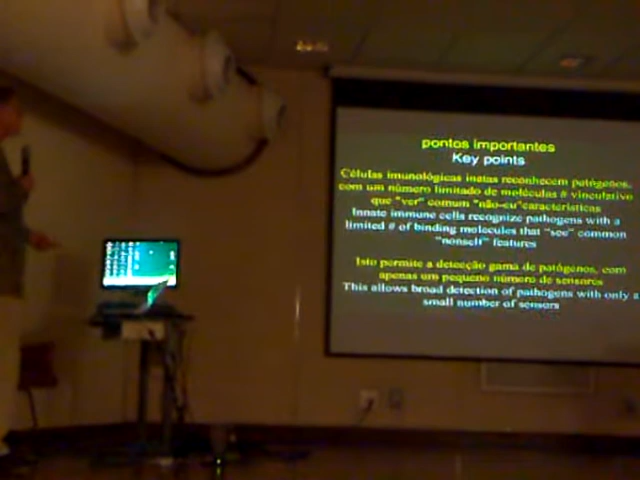 pontos importantes
Key points
Células imunológicas inatas reconhecem patógenos,
com um número limitado de moléculas # vinculativo
que "ver" comum "não-eu"características
Innate immune cells recognize pathogens with a
limited # of binding molecules that "see" common
"nonself" features
Isto permite a detecção gama de patógenos, com
apenas um pequeno número de sensores
This allows broad detection of pathogens with only a
small number of sensors